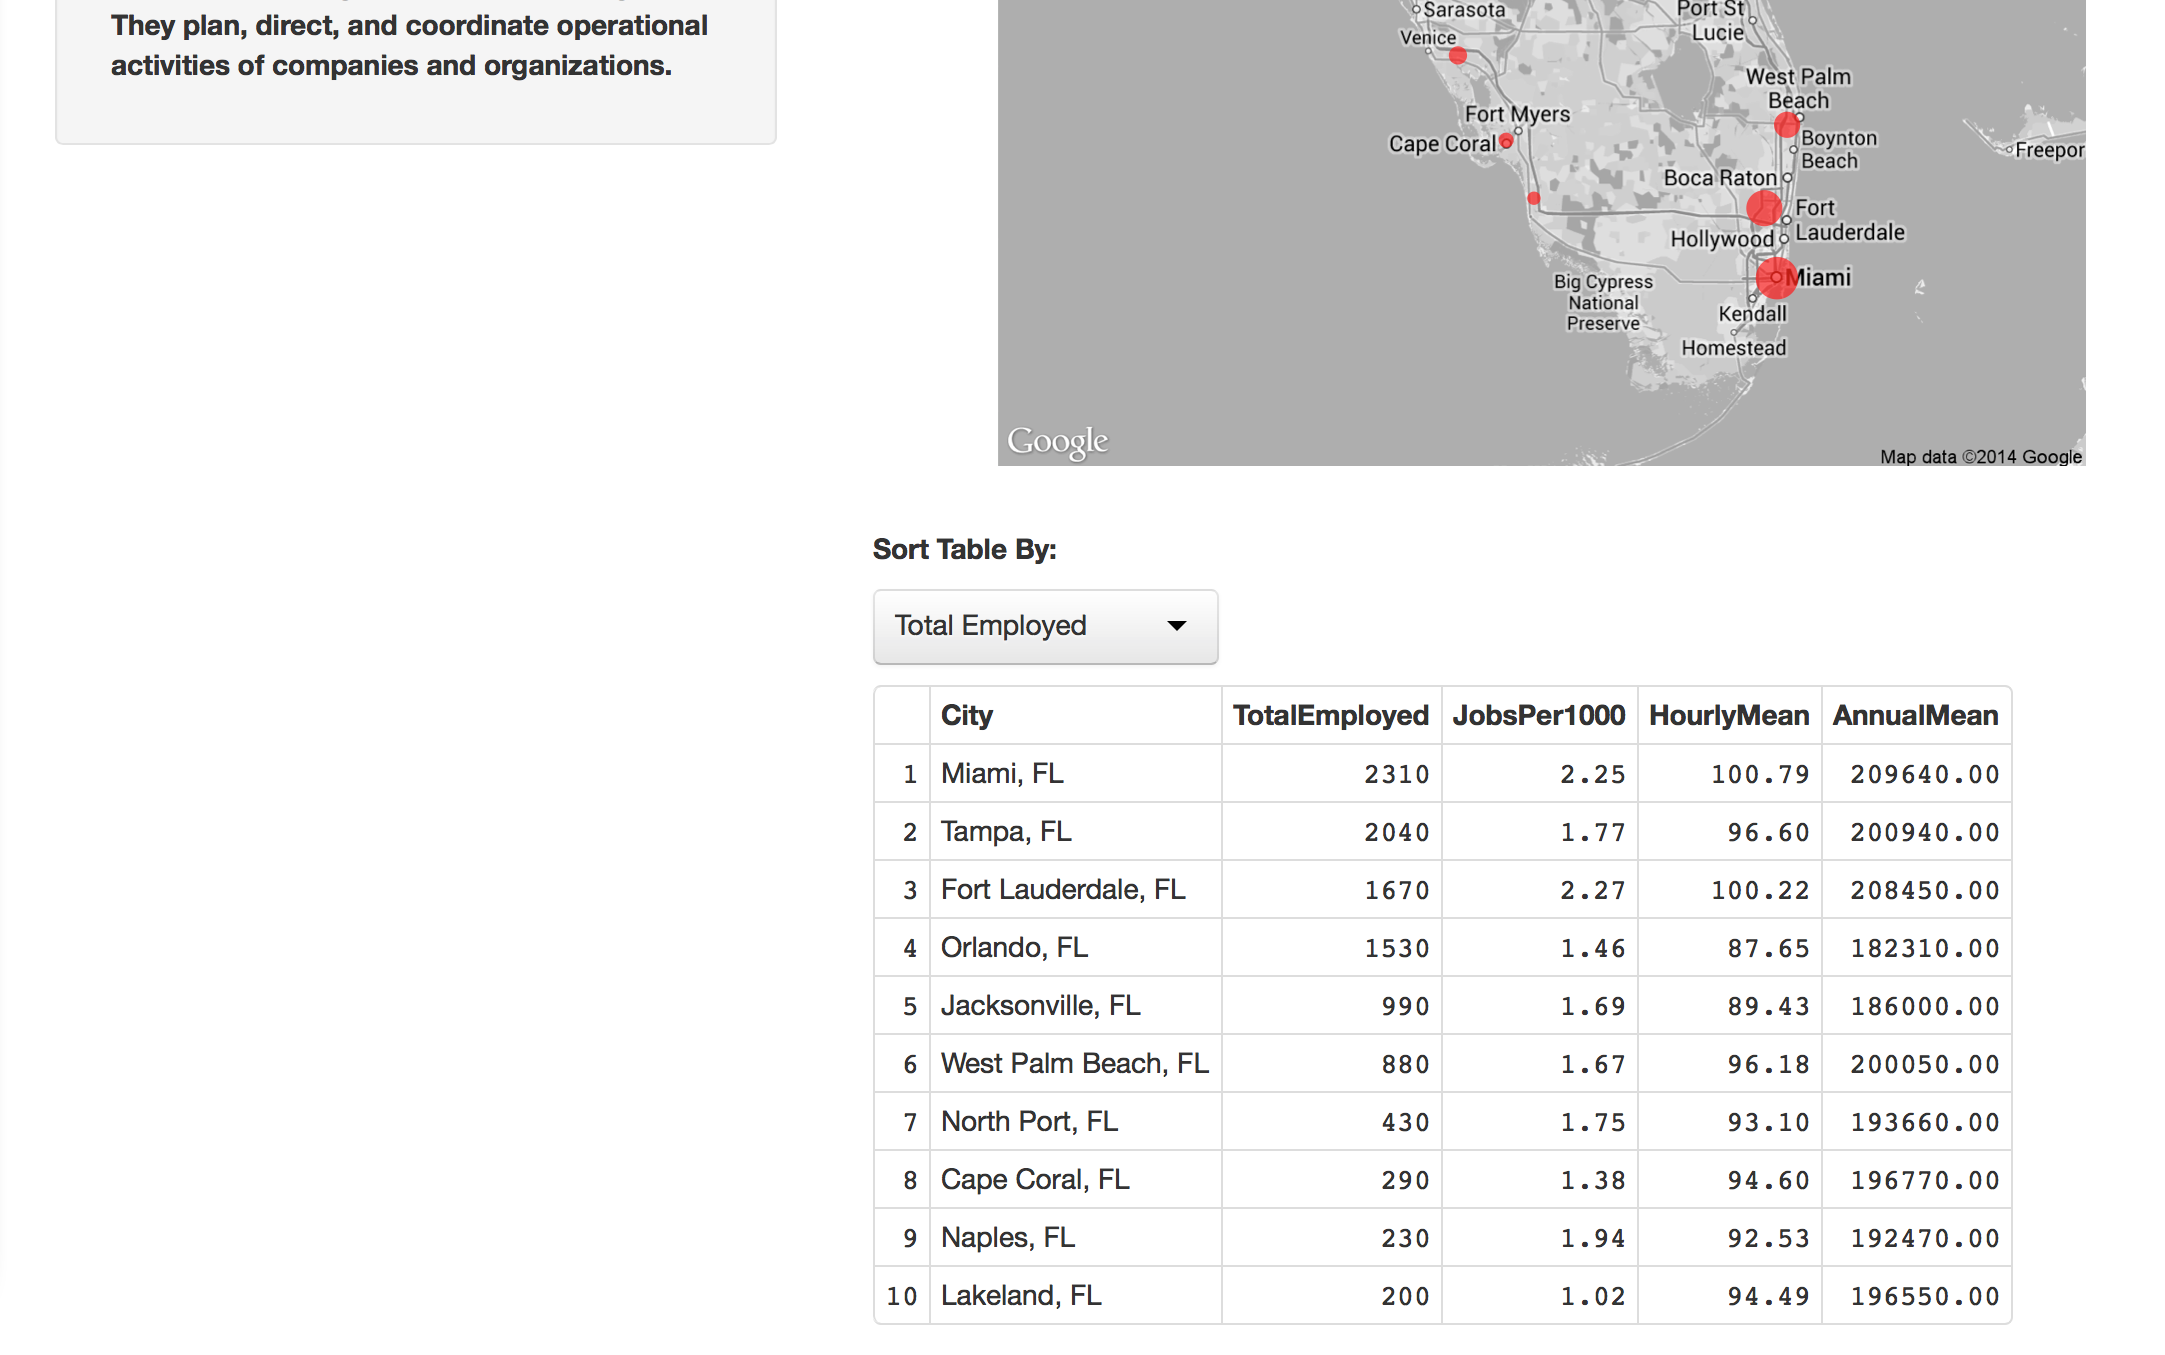 They plan, direct, and coordinate operational
activities of companies and organizations.
Sarasota
Venice
Port St
Lucie
West Palm
Beach
Fort Myers
Cape Coral
Boynton
Beach
Freepor
Boca Raton
Fort
Lauderdale
Hollywood
Miami
Big Cypress
National
Preserve
Kendall
Homestead
Google
Map data ©2014 Google
Sort Table By:
Total Employed
City TotalEmployed JobsPer1000 HourlyMean AnnualMean
1 Miami, FL 2310 2.25 100.79 209640.00
2 Tampa, FL 2040 1.77 96.60 200940.00
3 Fort Lauderdale, FL 1670 2.27 100.22 208450.00
4 Orlando, FL 1530 1.46 87.65 182310.00
5 Jacksonville, FL 990 1.69 89.43 186000.00
6 West Palm Beach, FL 880 1.67 96.18 200050.00
7 North Port, FL 430 1.75 93.10 193660.00
8 Cape Coral, FL 290 1.38 94.60 196770.00
9 Naples, FL 230 1.94 92.53 192470.00
10 Lakeland, FL 200 1.02 94.49 196550.00